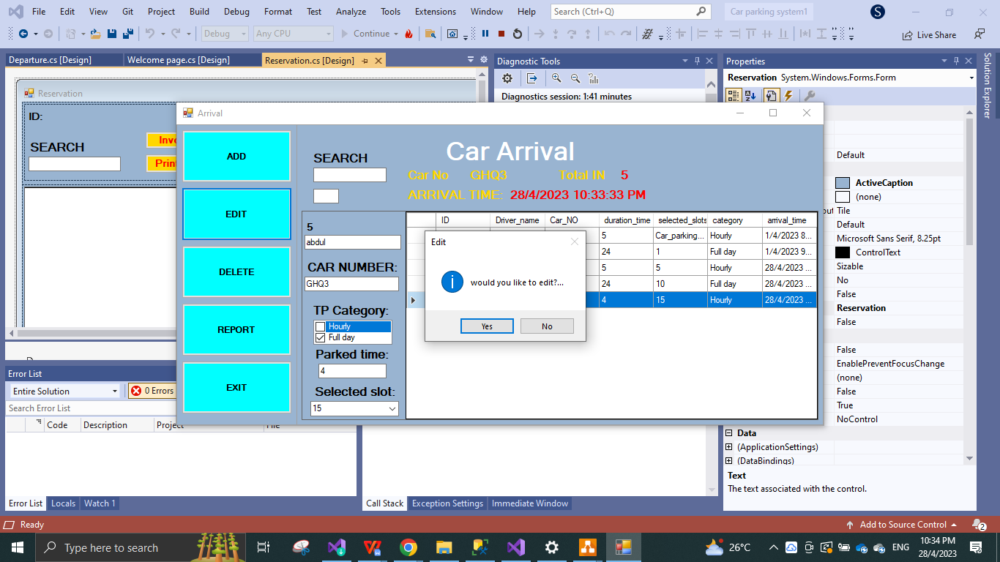 File Edit View Git Project Build Debug Format Test Analyze Tools Extensions Window Help Search (Ctrl+Q) Car parking system1 S
Debug Any CPU Continue Live Share
Departure.cs [Design] Welcome page.cs [Design] Reservation.cs [Design] Diagnostic Tools Properties
Solution Explorer
Reservation
ID:
SEARCH
Diagnostics session: 1:41 minutes
Reservation System.Windows.Forms.Form
Arrival
ADD
EDIT
DELETE
REPORT
EXIT
SEARCH
Car Arrival
Car No GHQ3 Total IN 5
ARRIVAL TIME: 28/4/2023 10:33:33 PM
5
abdul
CAR NUMBER:
GHQ3
TP Category:
Hourly
Full day
Parked time:
4
Selected slot:
15
ID Driver_name Car_NO duration_time selected_slots category arrival_time
5 Car_parking... Hourly 1/4/2023 8...
24 1 Full day 1/4/2023 9...
5 5 Hourly 28/4/2023 ...
24 10 Full day 28/4/2023 ...
4 15 Hourly 28/4/2023 ...
Edit
would you like to edit?...
Yes No
Default
ActiveCaption
(none)
Tile
Default
Microsoft Sans Serif, 8.25pt
ControlText
Sizable
No
False
Reservation
False
False
EnablePreventFocusChange
(none)
False
True
NoControl
Data
(ApplicationSettings)
(DataBindings)
Text
The text associated with the control.
Error List
Entire Solution 0 Errors
Search Error List
Code Description Project File
Error List Locals Watch 1
Call Stack Exception Settings Immediate Window
Ready Add to Source Control 2
Type here to search 26°C ENG 10:34 PM
28/4/2023